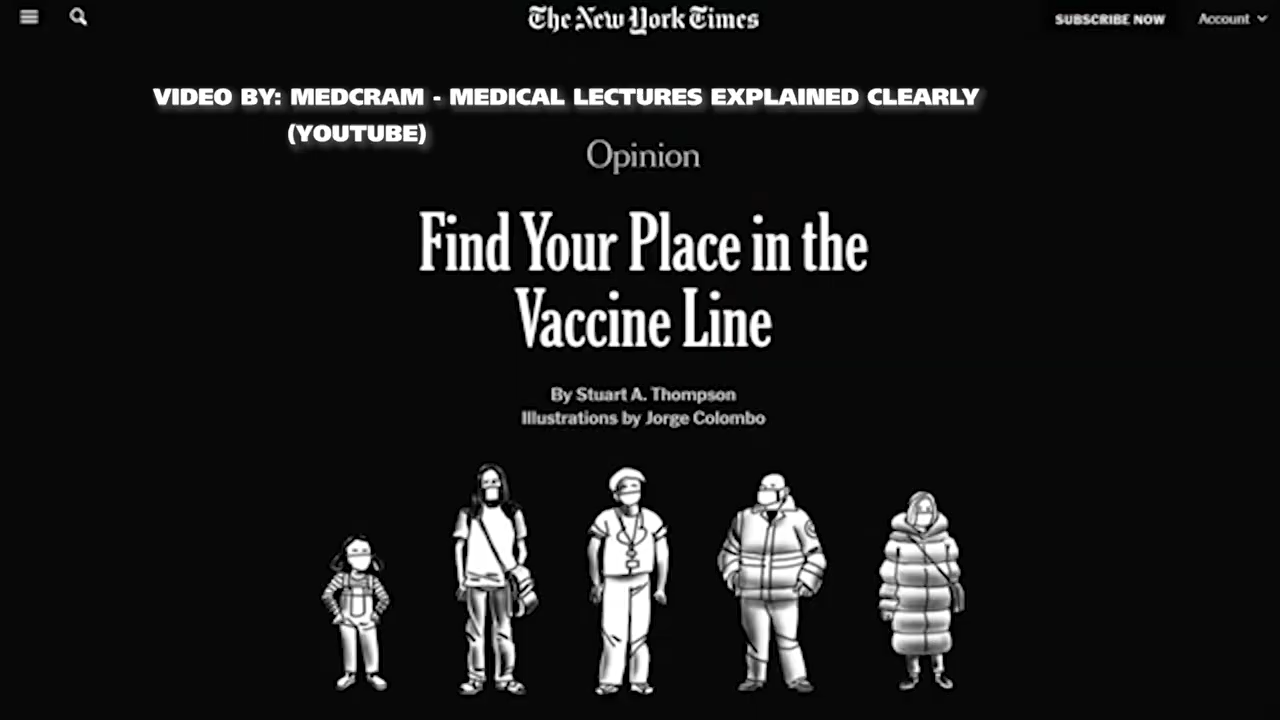 The New York Times
SUBSCRIBE NOW
Account
VIDEO BY: MEDCRAM - MEDICAL LECTURES EXPLAINED CLEARLY
(YOUTUBE)
Opinion
Find Your Place in the
Vaccine Line
By Stuart A. Thompson
Illustrations by Jorge Colombo